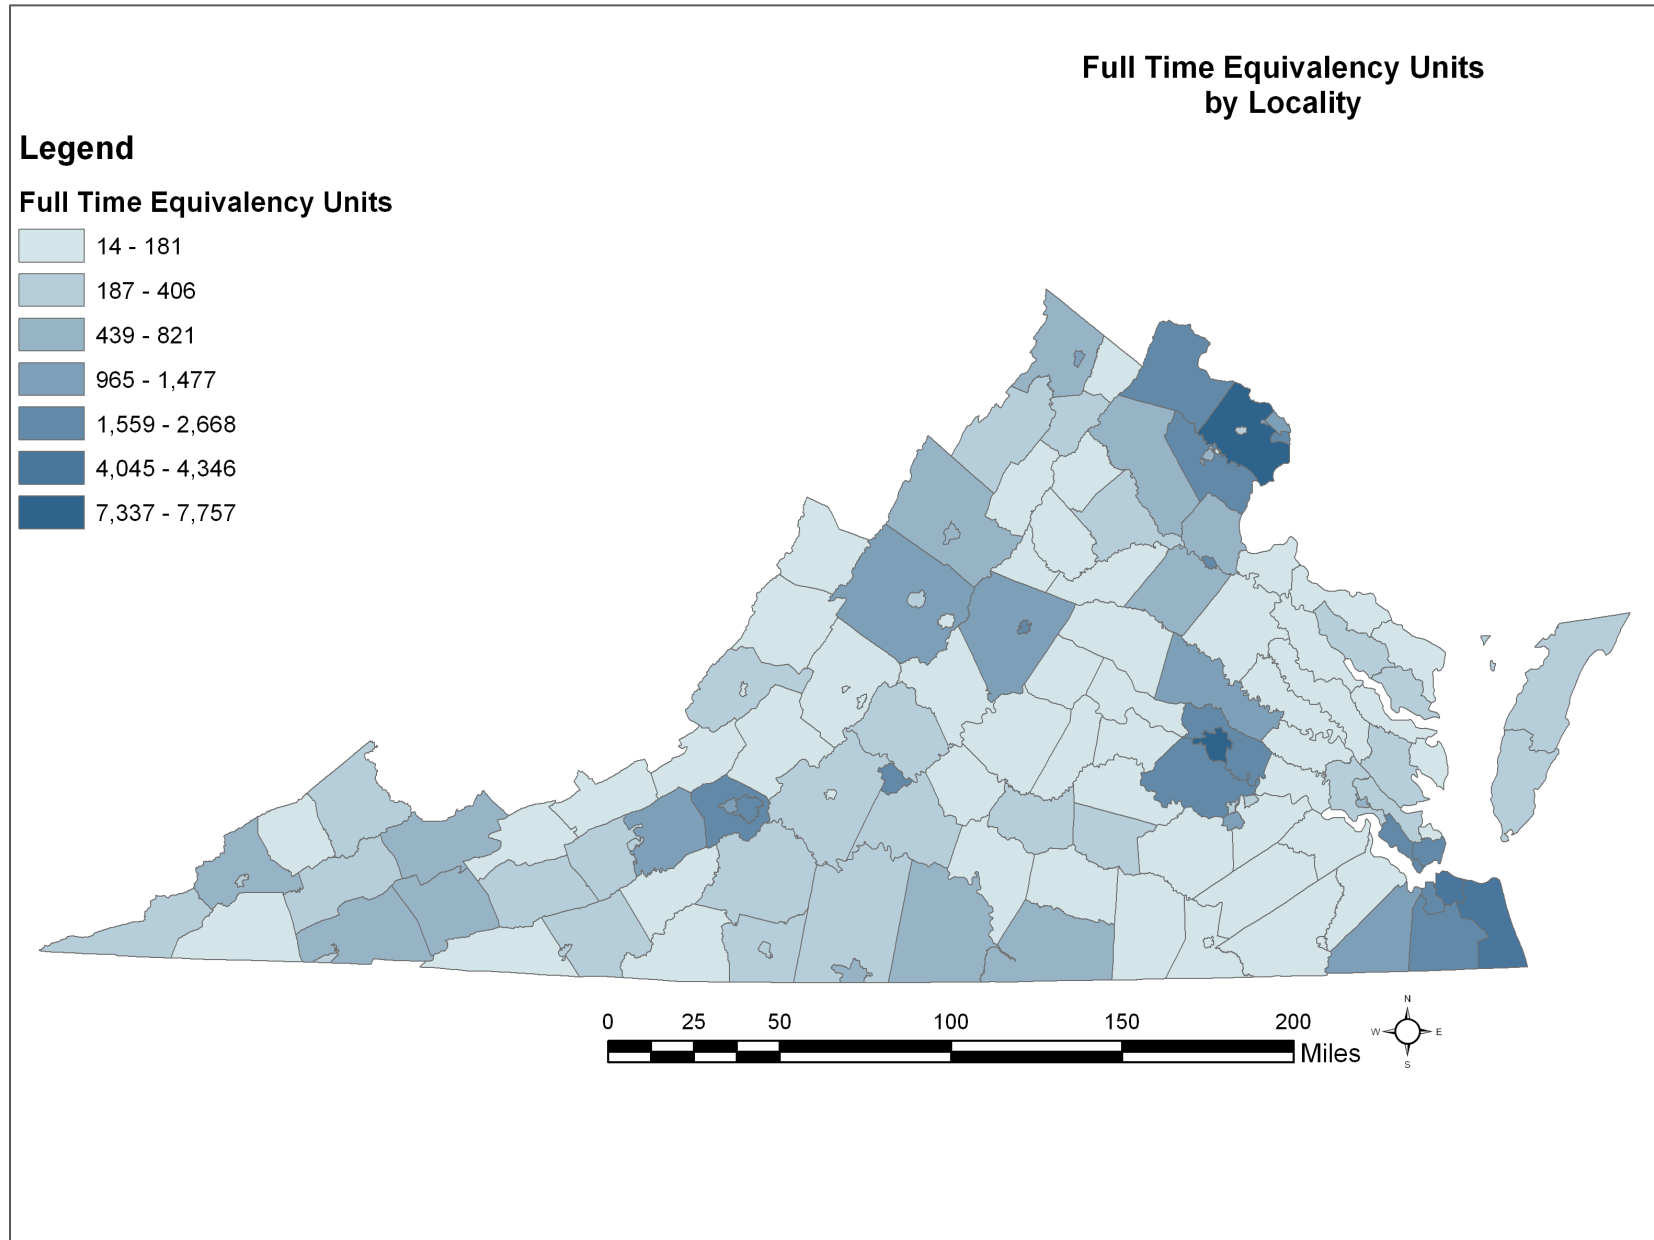 Full Time Equivalency Units
by Locality
Legend
Full Time Equivalency Units
14 - 181
187 - 406
439 - 821
965 - 1,477
1,559 - 2,668
4,045 - 4,346
7,337 - 7,757
0 25 50 100 150 200
Miles
N
W E
S